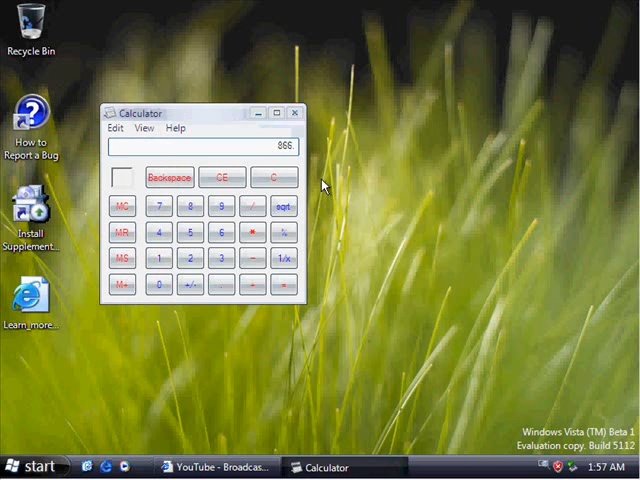 Recycle Bin
How to
Report a Bug
Install
Supplement...
Learn_more...
Calculator
Edit View Help
866.
Backspace CE C
MC 7 8 9 / sqrt
MR 4 5 6 * %
MS 1 2 3 - 1/x
M+ 0 +/- . + =
Windows Vista (TM) Beta 1
Evaluation copy. Build 5112
start
YouTube - Broadcas...
Calculator
1:57 AM